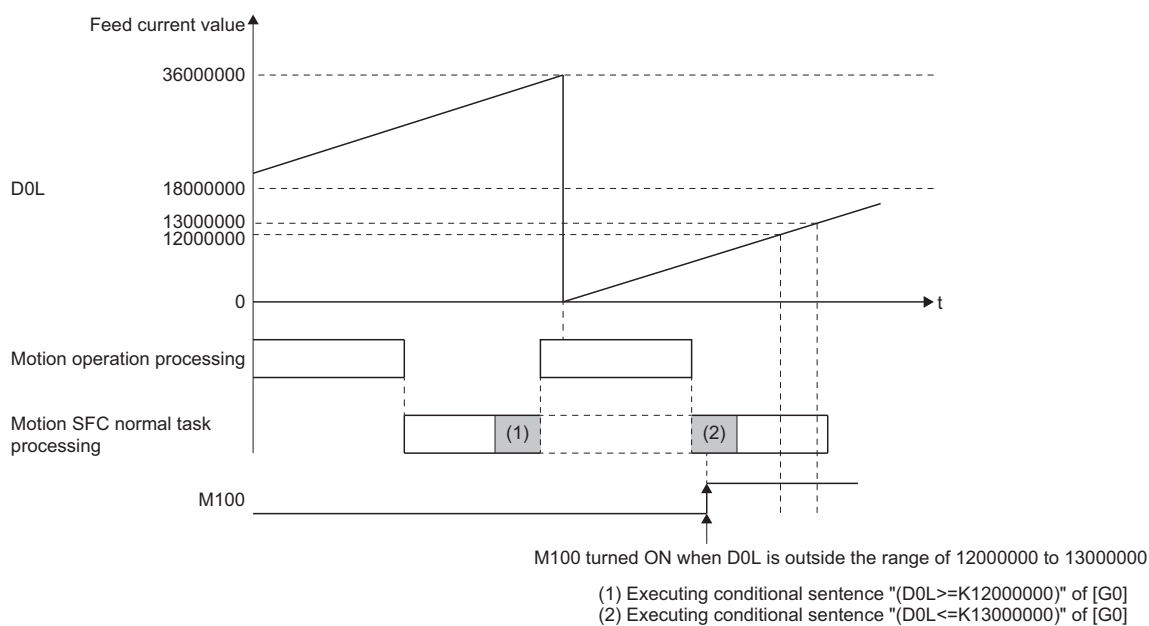 Feed current value
36000000
D0L
18000000
13000000
12000000
0
t
Motion operation processing
Motion SFC normal task
processing
(1)
(2)
M100
M100 turned ON when D0L is outside the range of 12000000 to 13000000
(1) Executing conditional sentence "(D0L>=K12000000)" of [G0]
(2) Executing conditional sentence "(D0L<=K13000000)" of [G0]